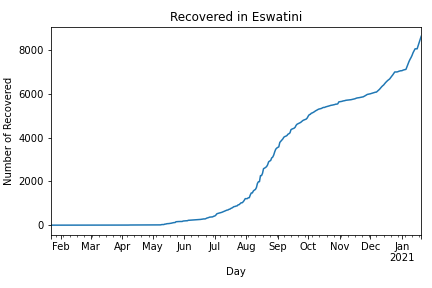 Recovered in Eswatini
Number of Recovered
8000
6000
4000
2000
0
Feb Mar Apr May Jun Jul Aug Sep Oct Nov Dec Jan
2021
Day